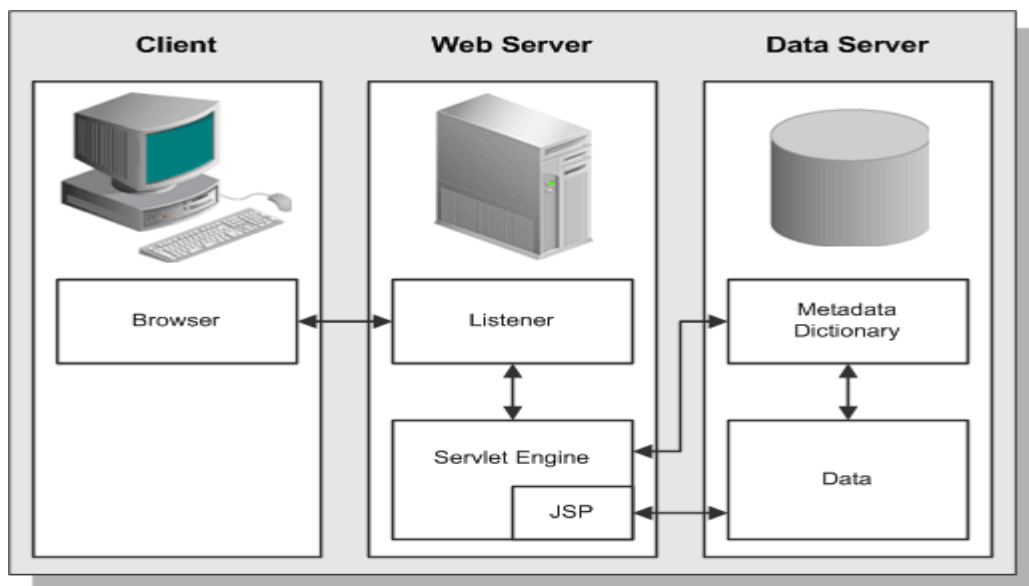 Client
Web Server
Data Server
Browser
Listener
Metadata
Dictionary
Servlet Engine
JSP
Data